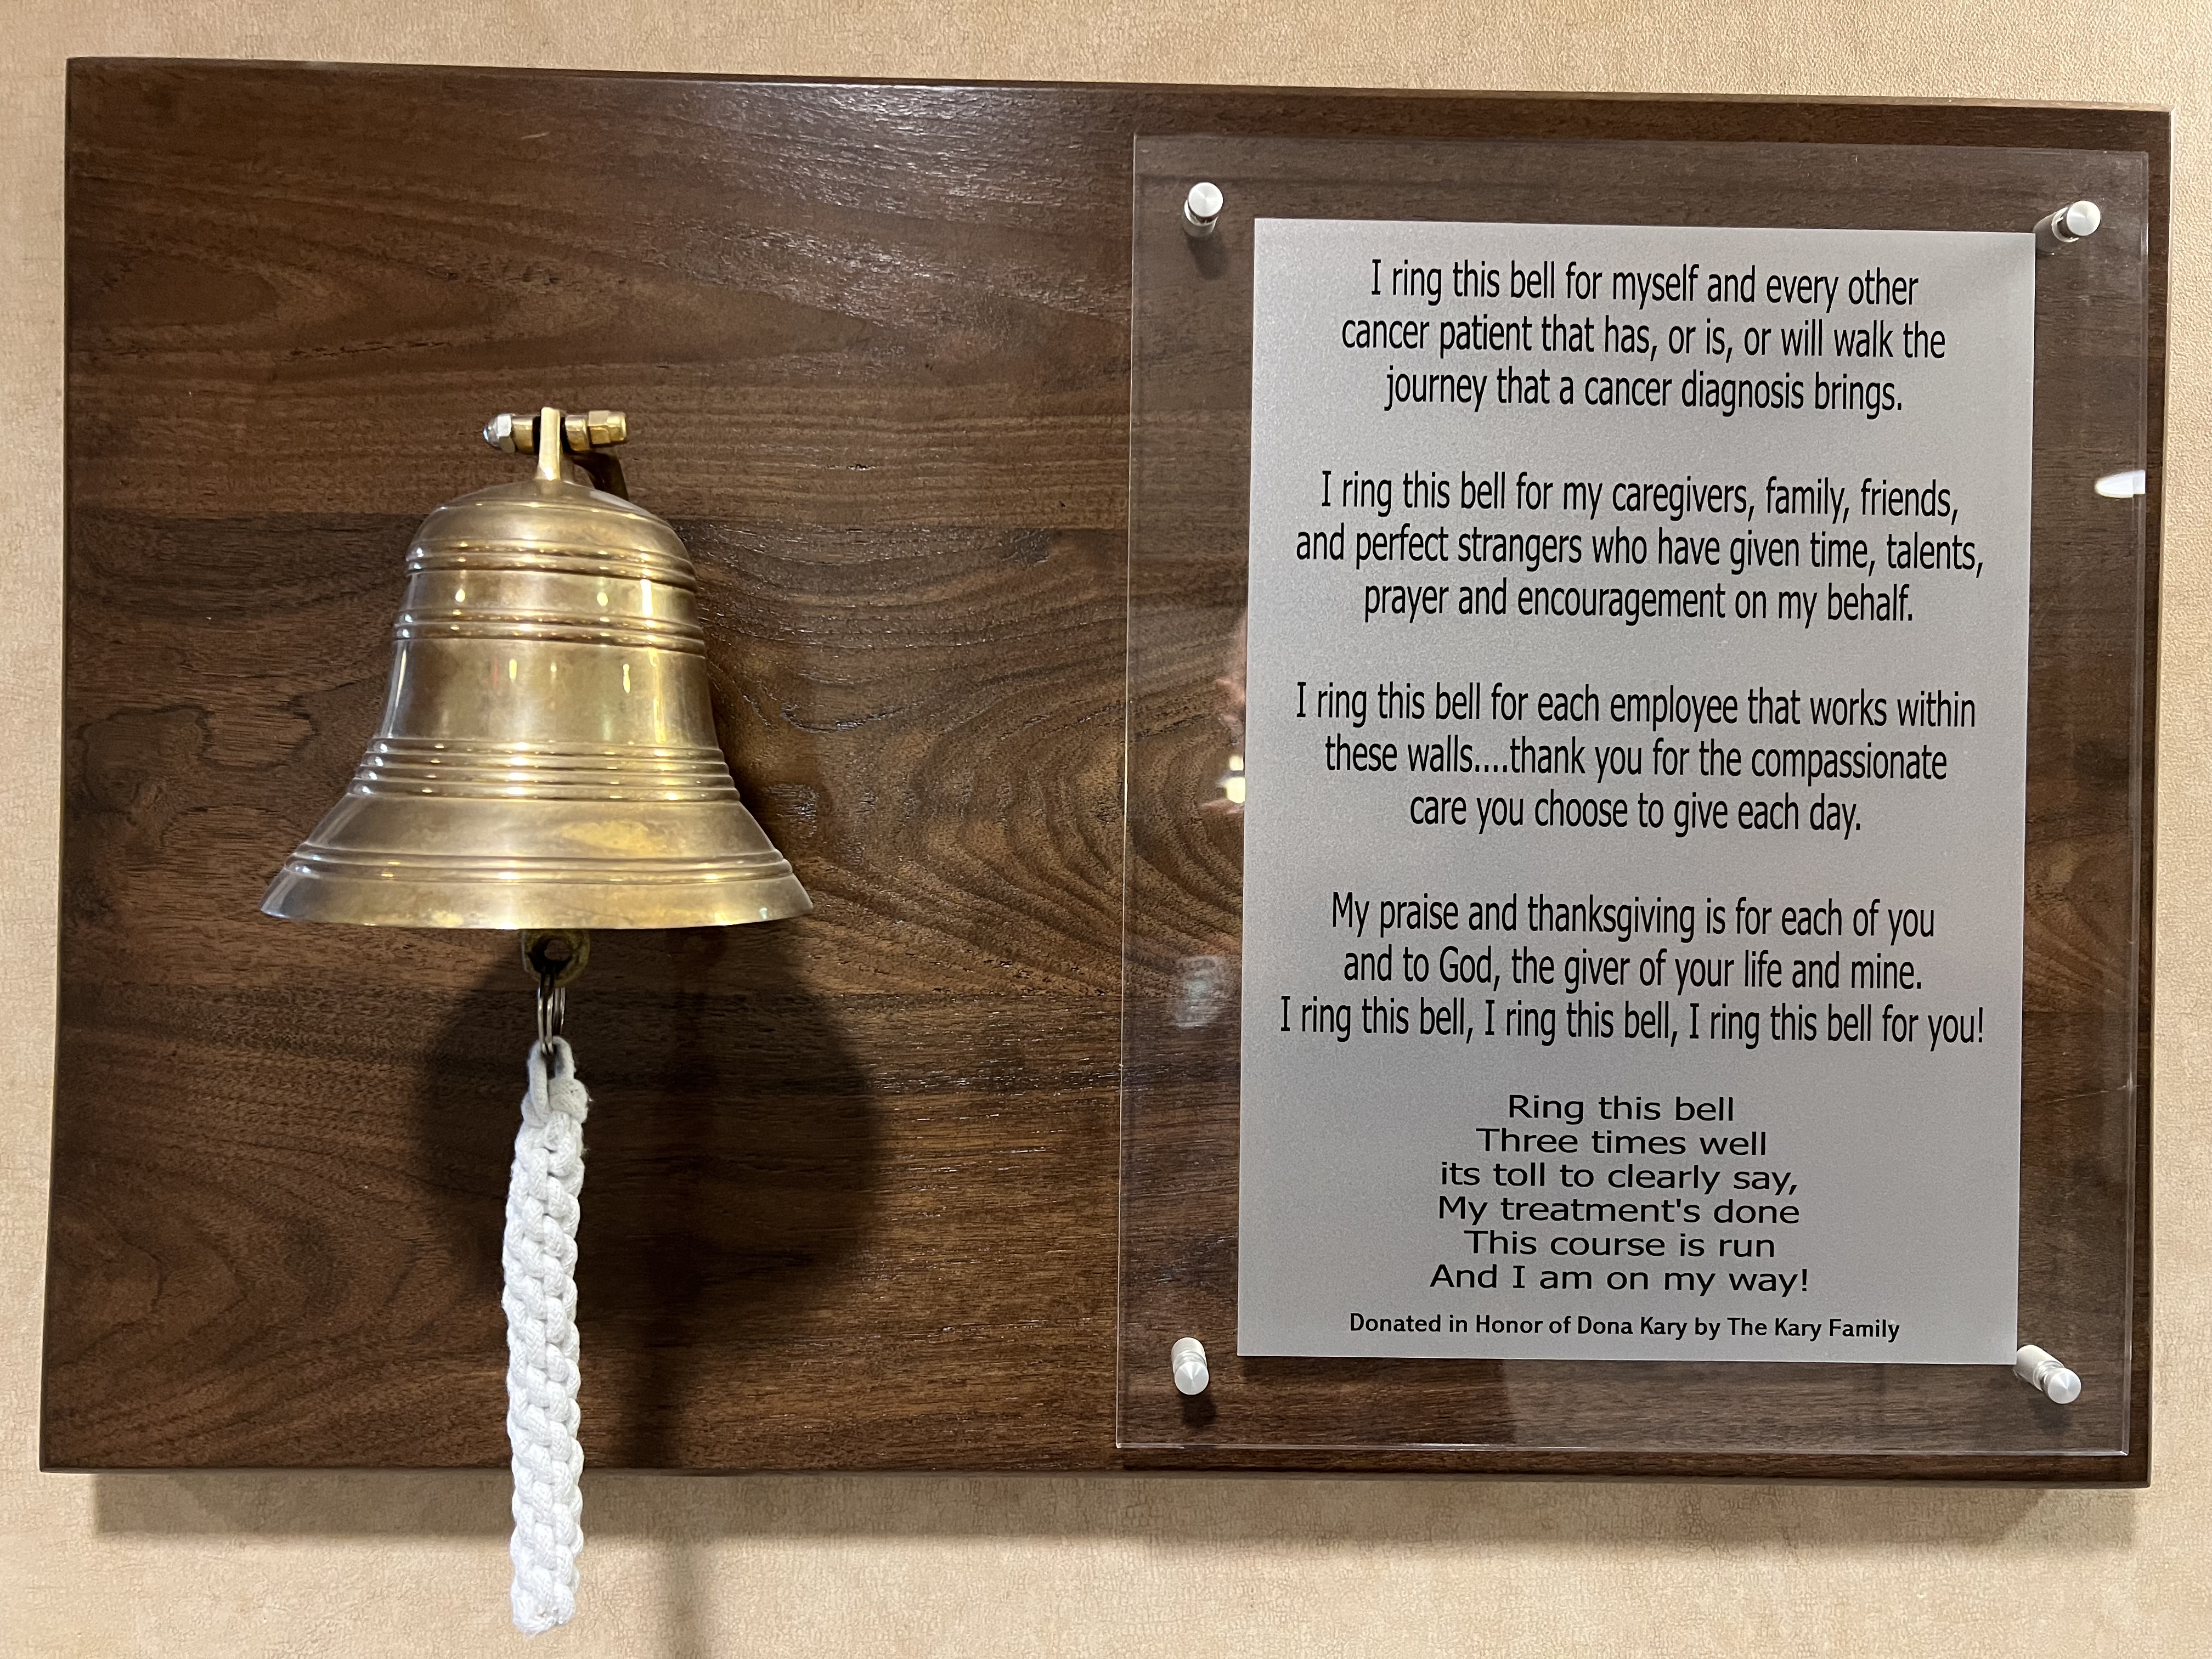 I ring this bell for myself and every other
cancer patient that has, or is, or will walk the
journey that a cancer diagnosis brings.
I ring this bell for my caregivers, family, friends,
and perfect strangers who have given time, talents,
prayer and encouragement on my behalf.
I ring this bell for each employee that works within
these walls....thank you for the compassionate
care you choose to give each day.
My praise and thanksgiving is for each of you
and to God, the giver of your life and mine.
I ring this bell, I ring this bell, I ring this bell for you!
Ring this bell
Three times well
its toll to clearly say,
My treatment's done
This course is run
And I am on my way!
Donated in Honor of Dona Kary by The Kary Family